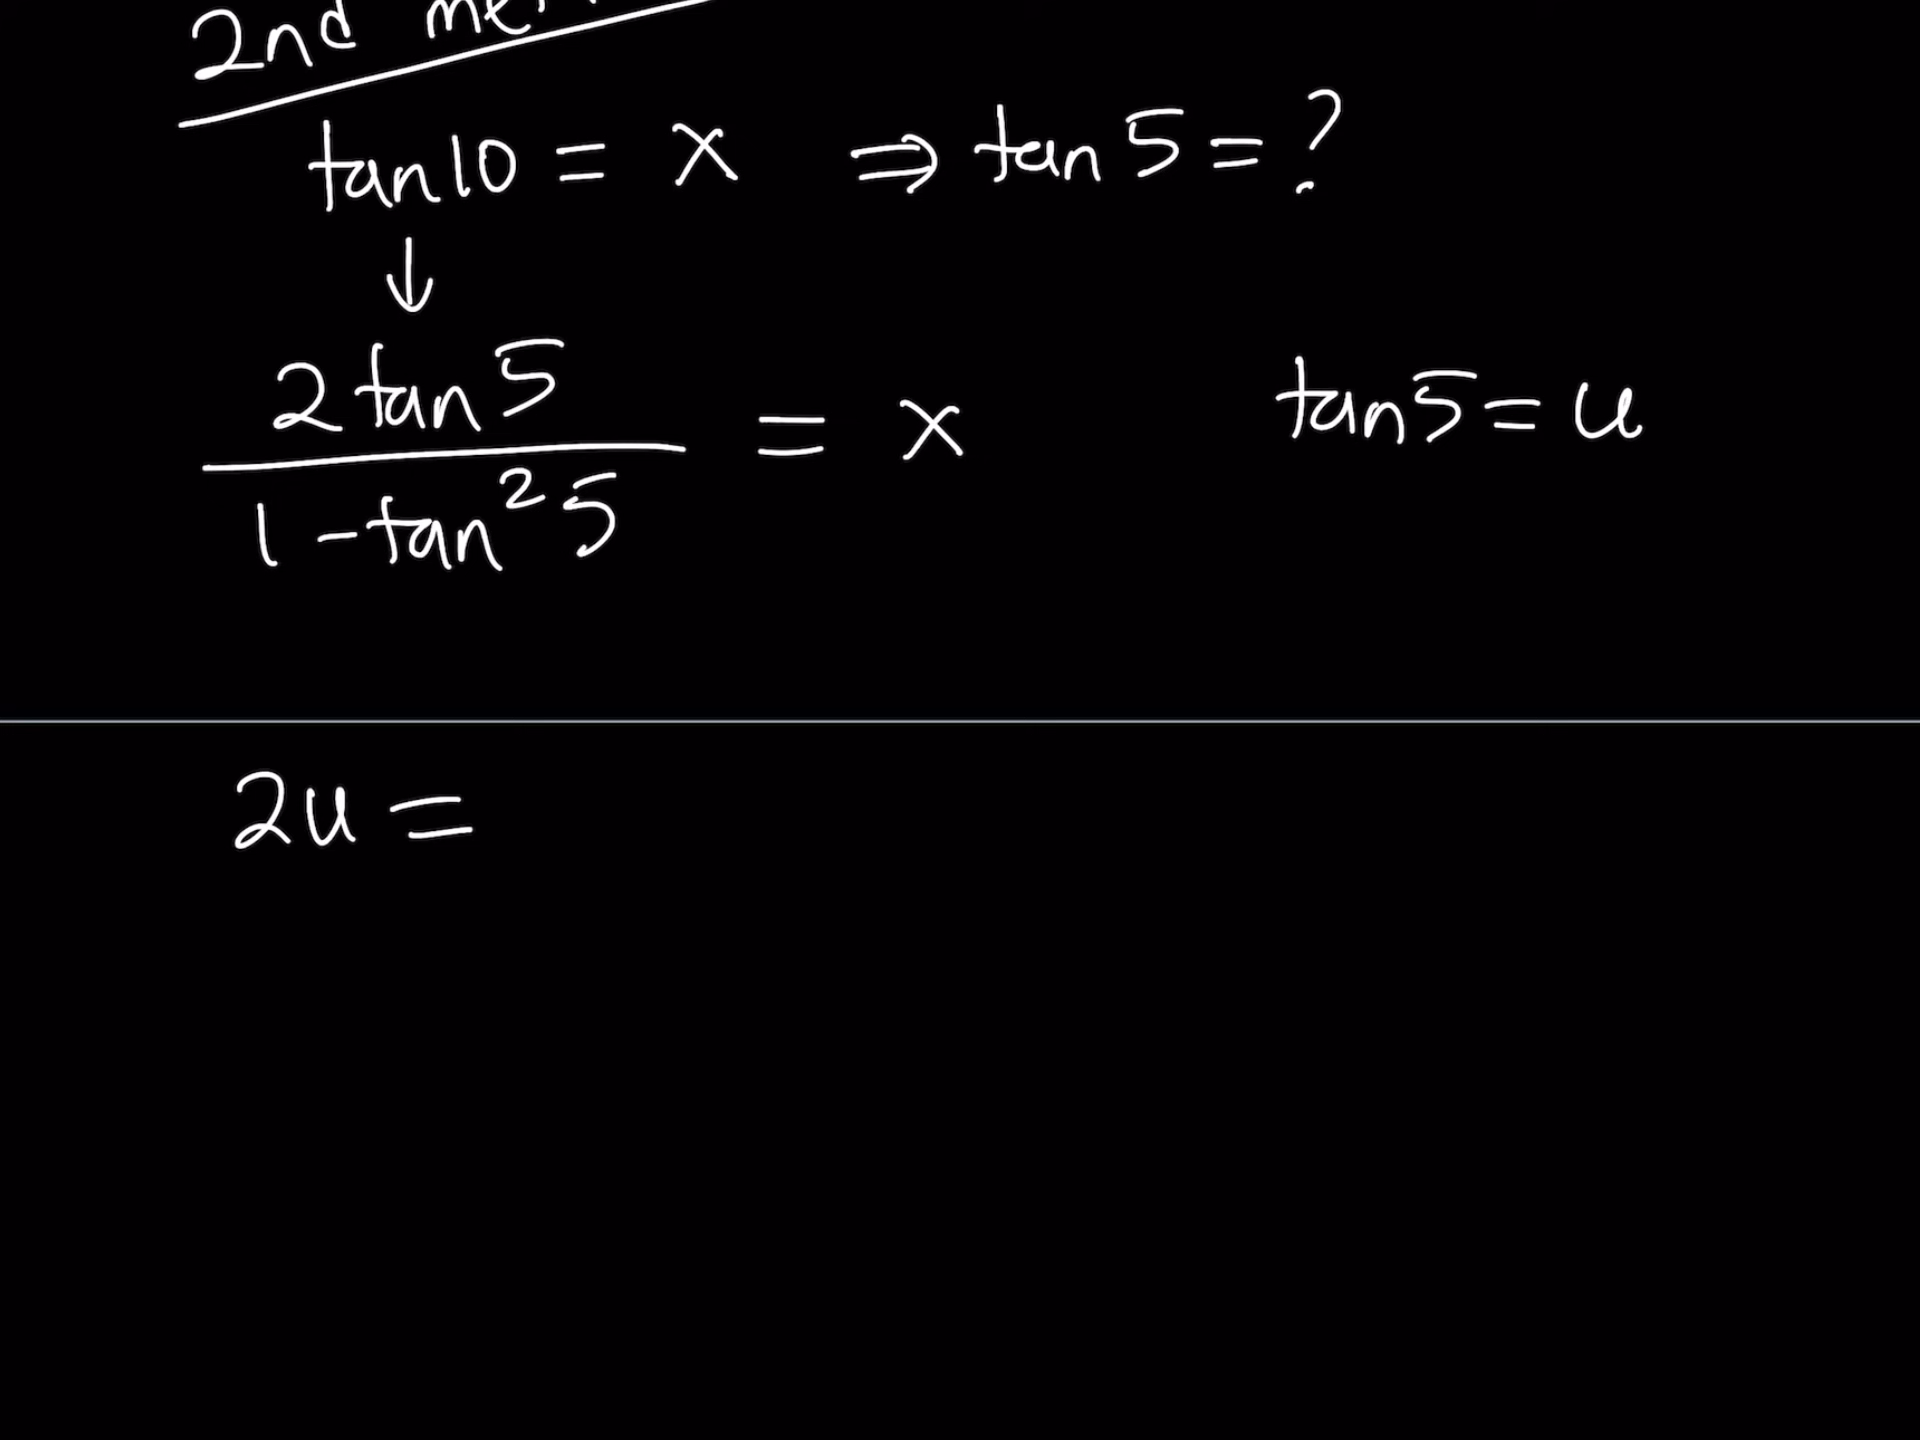 2nd
tan10 = x ⇒ tan5 = ?
↓
2tan5
1-tan²5
= x
tan5 = u
2u =